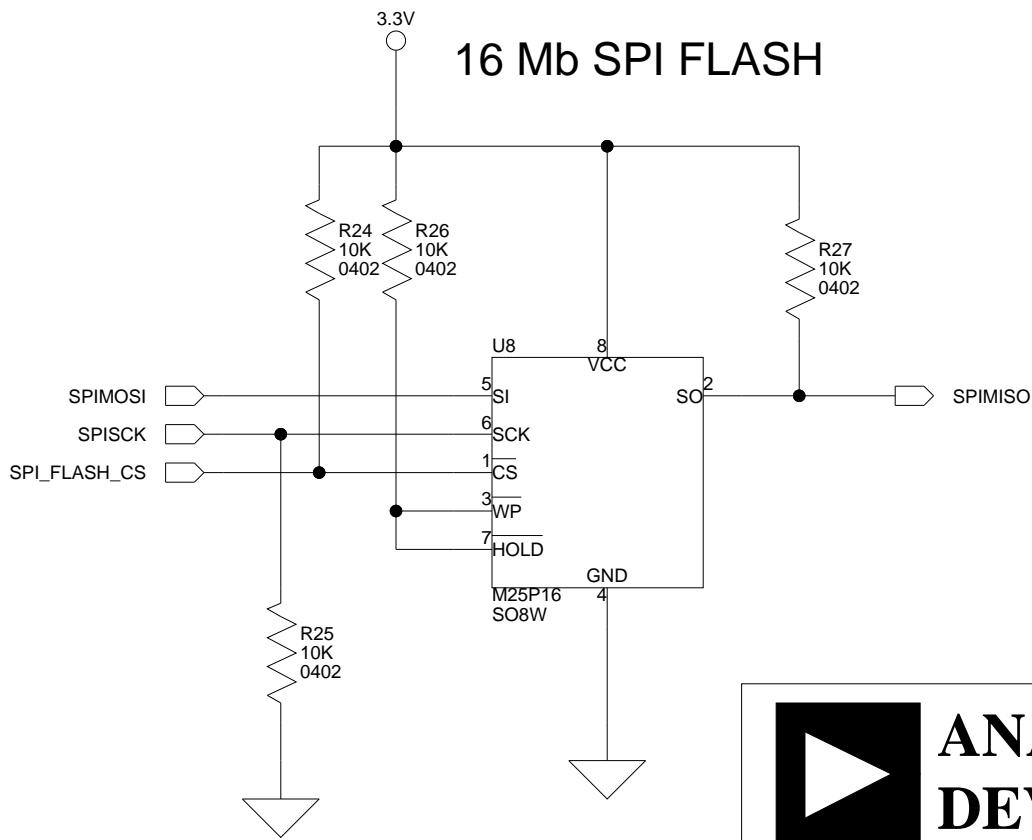 3.3V
16 Mb SPI FLASH
R24
10K
0402
R26
10K
0402
R27
10K
0402
U8
8
VCC
SPIMOSI
5
SI
SO
2
SPIMISO
SPISCK
6
SCK
SPI_FLASH_CS
1
CS
3
WP
7
HOLD
GND
4
M25P16
SO8W
R25
10K
0402
ANA
DEV